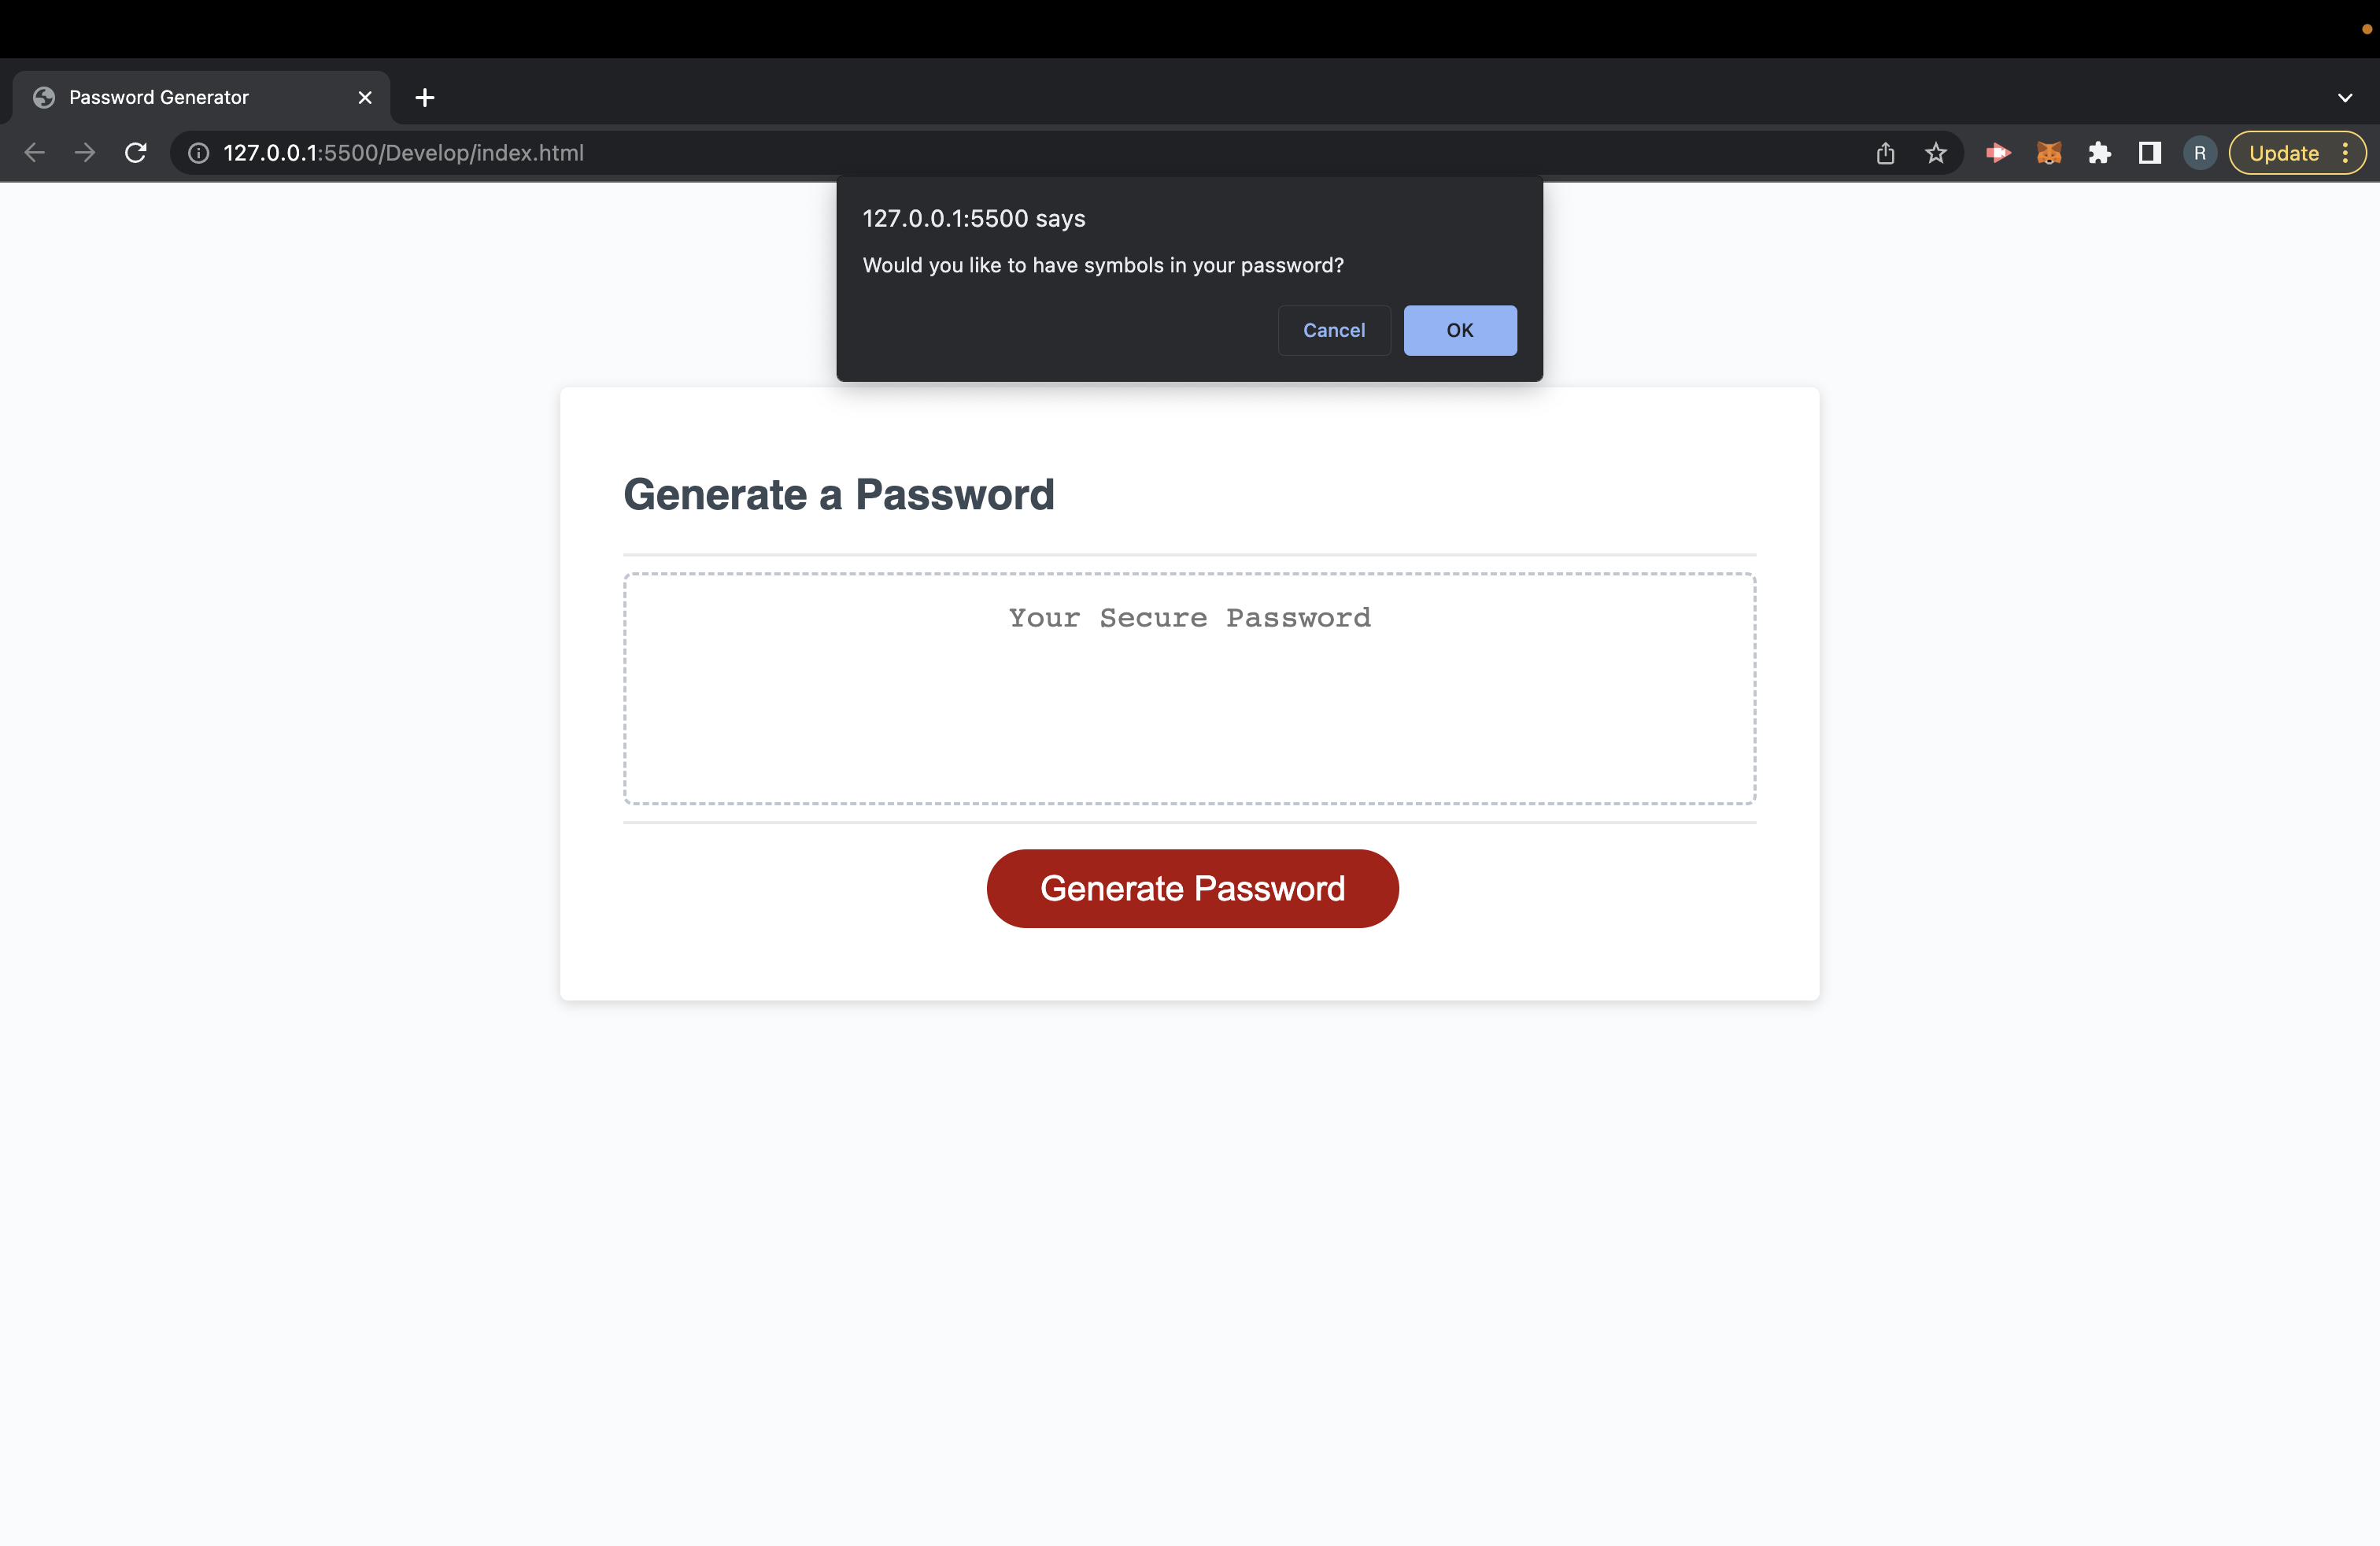 Password Generator
127.0.0.1:5500/Develop/index.html
R
Update
127.0.0.1:5500 says
Would you like to have symbols in your password?
Cancel
OK
Generate a Password
Your Secure Password
Generate Password